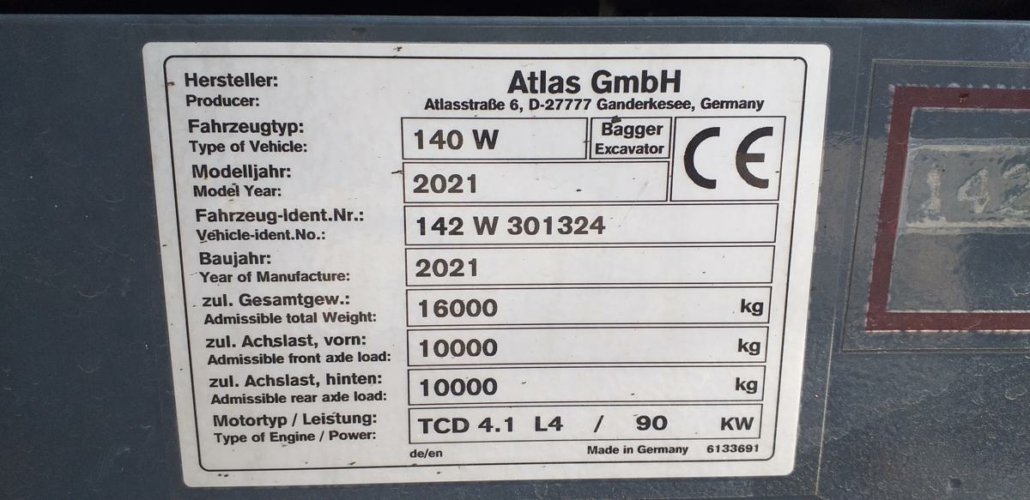 Hersteller:
Producer:
Atlas GmbH
Atlasstraße 6, D-27777 Ganderkesee, Germany
Fahrzeugtyp:
Type of Vehicle:
140 W
Bagger
Excavator
CE
Modelljahr:
Model Year:
2021
Fahrzeug-Ident.Nr.:
Vehicle-ident.No.:
142 W 301324
Baujahr:
Year of Manufacture:
2021
zul. Gesamtgew.:
Admissible total Weight:
16000 kg
zul. Achslast, vorn:
Admissible front axle load:
10000 kg
zul. Achslast, hinten:
Admissible rear axle load:
10000 kg
Motortyp / Leistung:
Type of Engine / Power:
TCD 4.1 L4 / 90 KW
de/en
Made in Germany 6133691